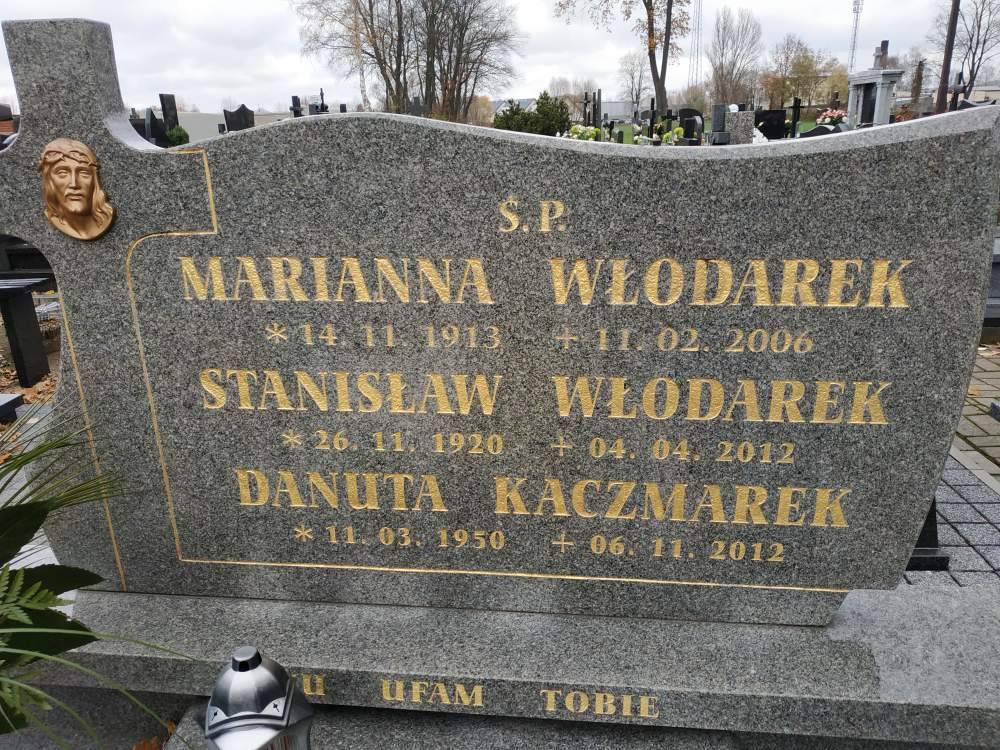 Ś.P.
MARIANNA WŁODAREK
* 14. 11. 1913 + 11. 02. 2006
STANISŁAW WŁODAREK
* 26. 11. 1920 + 04. 04. 2012
DANUTA KACZMAREK
* 11. 03. 1950 + 06. 11. 2012
UFAM TOBIE